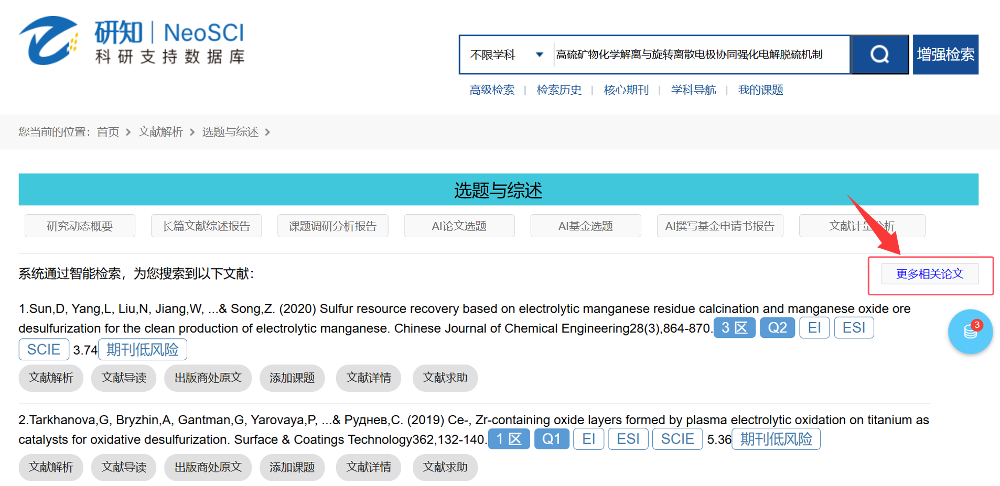 研知 | NeoSCI
科研支持数据库
不限学科
高硫矿物化学解离与旋转离散电极协同强化电解脱硫机制
增强检索
高级检索 | 检索历史 | 核心期刊 | 学科导航 | 我的课题
您当前的位置：首页 > 文献解析 > 选题与综述 >
选题与综述
研究动态概要
长篇文献综述报告
课题调研分析报告
AI论文选题
AI基金选题
AI撰写基金申请书报告
文献计量分析
系统通过智能检索，为您搜索到以下文献：
更多相关论文
1.Sun,D, Yang,L, Liu,N, Jiang,W, ...& Song,Z. (2020) Sulfur resource recovery based on electrolytic manganese residue calcination and manganese oxide ore
desulfurization for the clean production of electrolytic manganese. Chinese Journal of Chemical Engineering28(3),864-870. 3 区 Q2 EI ESI
3
SCIE 3.74 期刊低风险
文献解析 文献导读 出版商处原文 添加课题 文献详情 文献求助
2.Tarkhanova,G, Bryzhin,A, Gantman,G, Yarovaya,P, ...& Руднев,С. (2019) Ce-, Zr-containing oxide layers formed by plasma electrolytic oxidation on titanium as
catalysts for oxidative desulfurization. Surface & Coatings Technology362,132-140. 1 区 Q1 EI ESI SCIE 5.36 期刊低风险
文献解析 文献导读 出版商处原文 添加课题 文献详情 文献求助